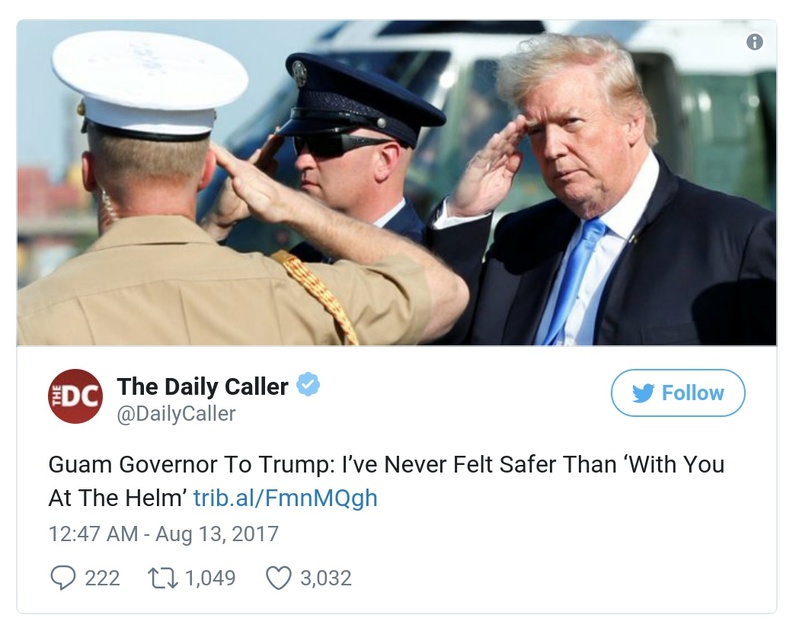 THE DC
The Daily Caller
@DailyCaller
Follow
Guam Governor To Trump: I’ve Never Felt Safer Than ‘With You
At The Helm’ trib.al/FmnMQgh
12:47 AM - Aug 13, 2017
222 1,049 3,032